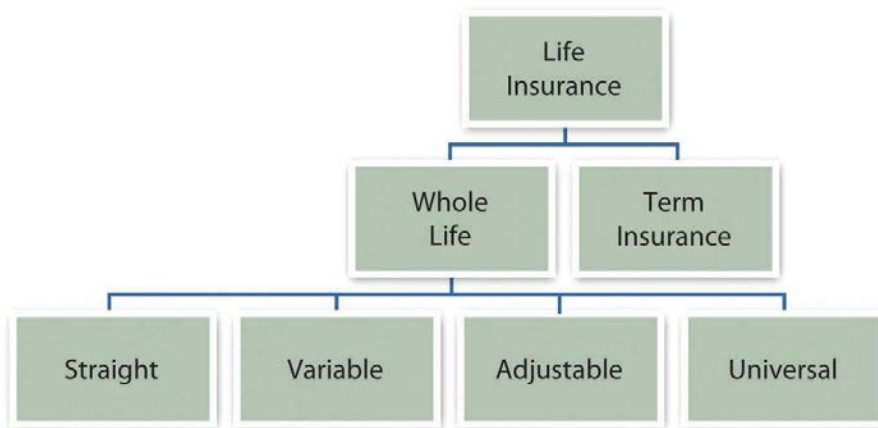 Life
Insurance
Whole
Life
Term
Insurance
Straight
Variable
Adjustable
Universal